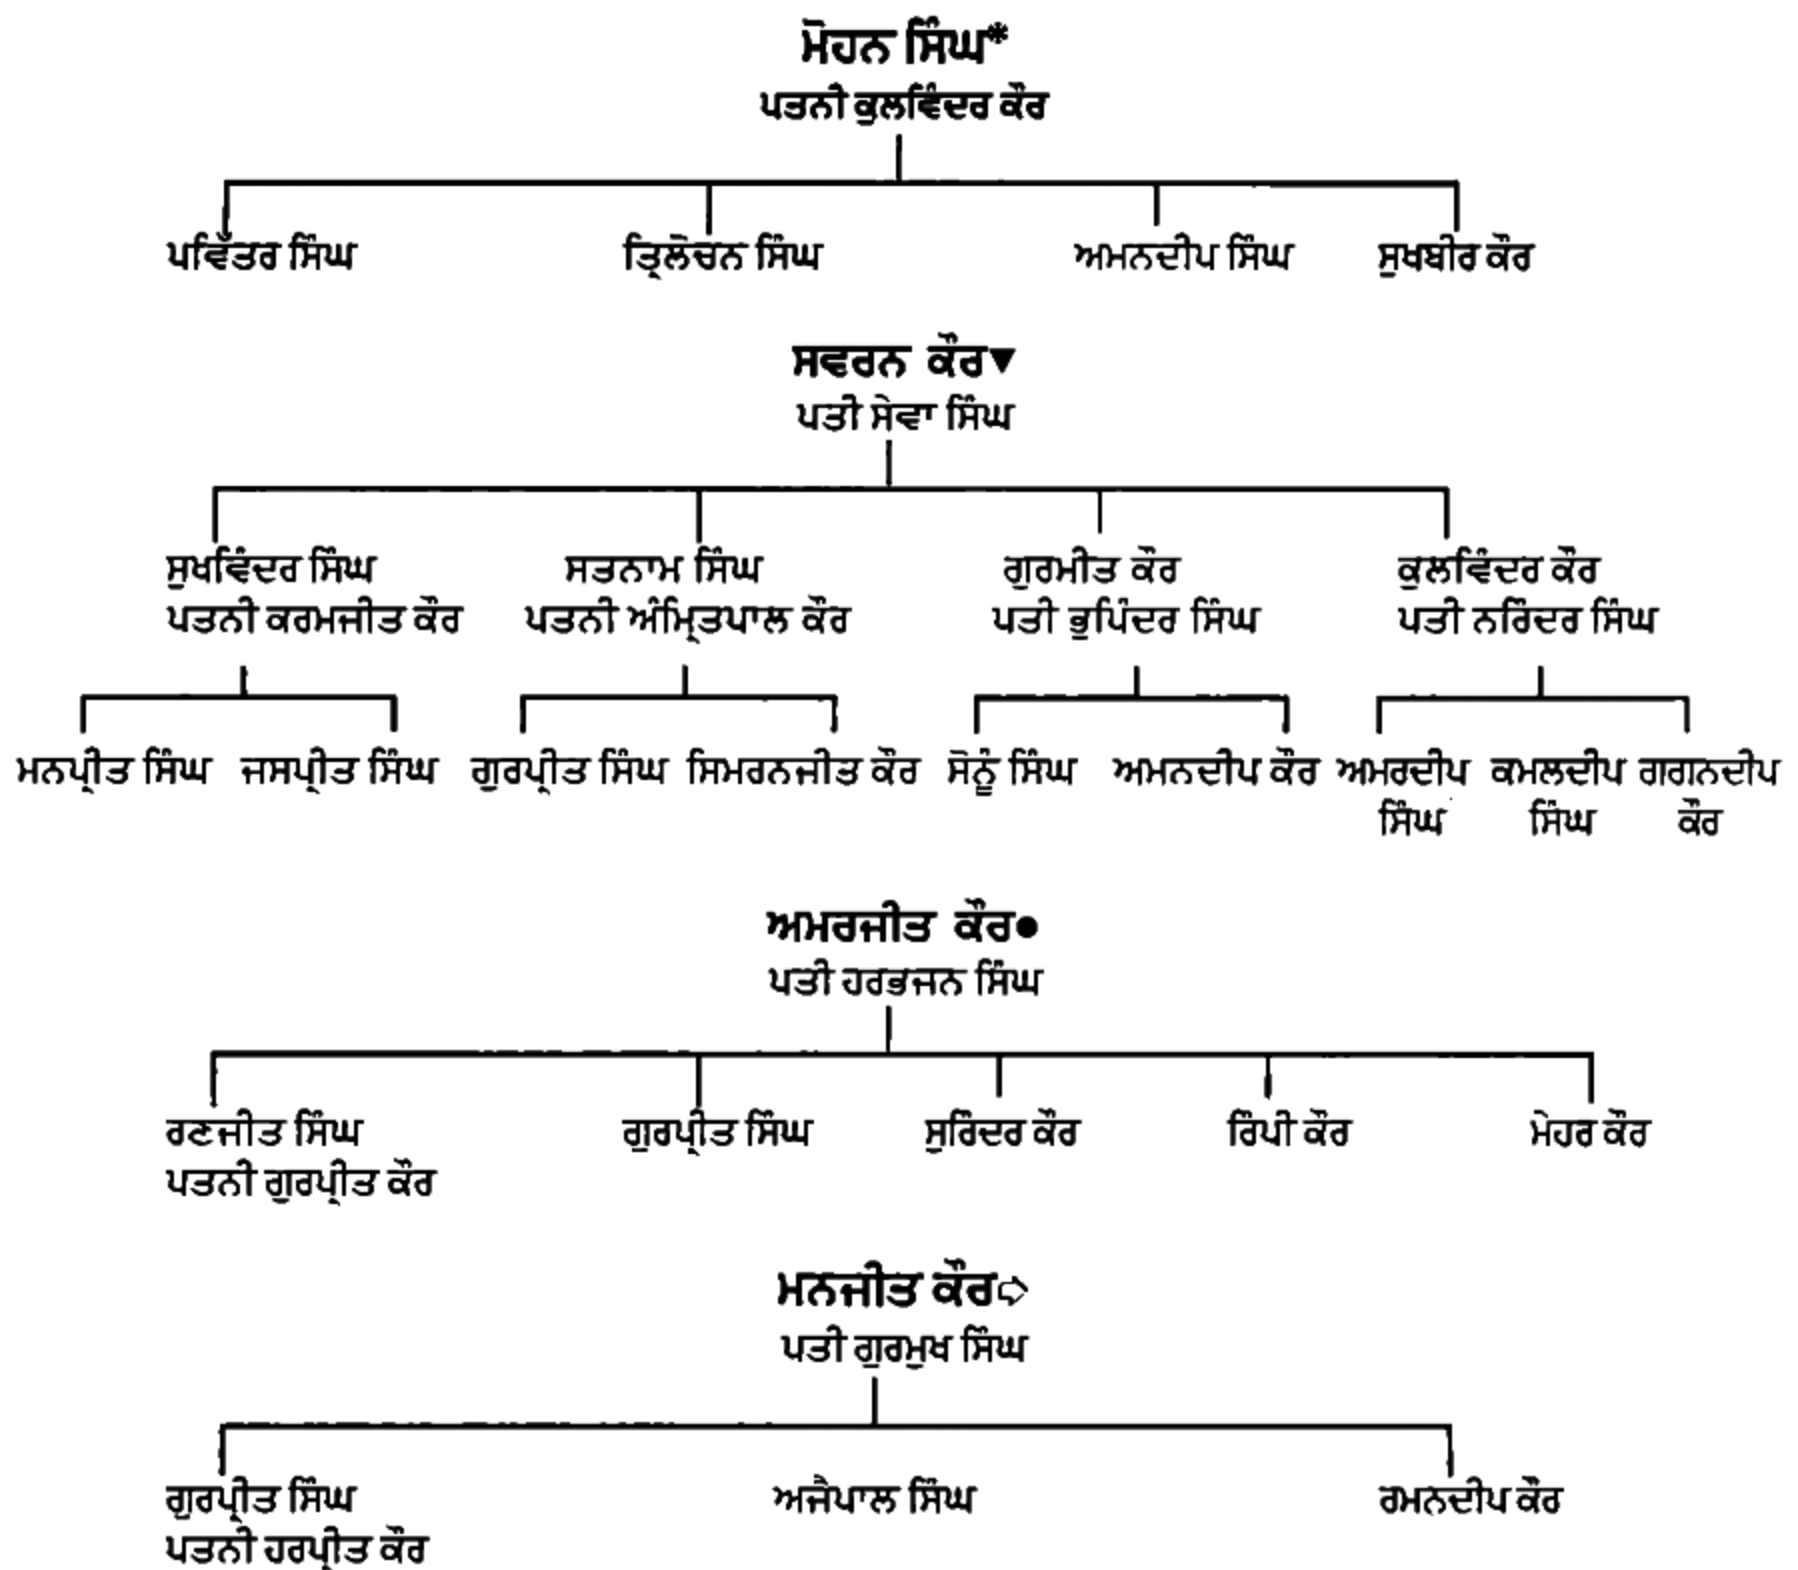 ਮੋਹਨ ਸਿੰਘ*
ਪਤਨੀ ਕੁਲਵਿੰਦਰ ਕੌਰ
ਪਵਿੱਤਰ ਸਿੰਘ ਤ੍ਰਿਲੋਚਨ ਸਿੰਘ ਅਮਨਦੀਪ ਸਿੰਘ ਸੁਖਬੀਰ ਕੌਰ
ਸਵਰਨ ਕੌਰ▼
ਪਤੀ ਸੇਵਾ ਸਿੰਘ
ਸੁਖਵਿੰਦਰ ਸਿੰਘ ਸਤਨਾਮ ਸਿੰਘ ਗੁਰਮੀਤ ਕੌਰ ਕੁਲਵਿੰਦਰ ਕੌਰ
ਪਤਨੀ ਕਰਮਜੀਤ ਕੌਰ ਪਤਨੀ ਅੰਮ੍ਰਿਤਪਾਲ ਕੌਰ ਪਤੀ ਭੁਪਿੰਦਰ ਸਿੰਘ ਪਤੀ ਨਰਿੰਦਰ ਸਿੰਘ
ਮਨਪ੍ਰੀਤ ਸਿੰਘ ਜਸਪ੍ਰੀਤ ਸਿੰਘ ਗੁਰਪ੍ਰੀਤ ਸਿੰਘ ਸਿਮਰਨਜੀਤ ਕੌਰ ਸੋਨੂੰ ਸਿੰਘ ਅਮਨਦੀਪ ਕੌਰ ਅਮਰਦੀਪ ਕਮਲਦੀਪ ਗਗਨਦੀਪ
ਸਿੰਘ ਸਿੰਘ ਕੌਰ
ਅਮਰਜੀਤ ਕੌਰ●
ਪਤੀ ਹਰਭਜਨ ਸਿੰਘ
ਰਣਜੀਤ ਸਿੰਘ ਗੁਰਪ੍ਰੀਤ ਸਿੰਘ ਸੁਰਿੰਦਰ ਕੌਰ ਰਿੰਪੀ ਕੌਰ ਮੇਹਰ ਕੌਰ
ਪਤਨੀ ਗੁਰਪ੍ਰੀਤ ਕੌਰ
ਮਨਜੀਤ ਕੌਰ➪
ਪਤੀ ਗੁਰਮੁਖ ਸਿੰਘ
ਗੁਰਪ੍ਰੀਤ ਸਿੰਘ ਅਜੈਪਾਲ ਸਿੰਘ ਰਮਨਦੀਪ ਕੌਰ
ਪਤਨੀ ਹਰਪ੍ਰੀਤ ਕੌਰ